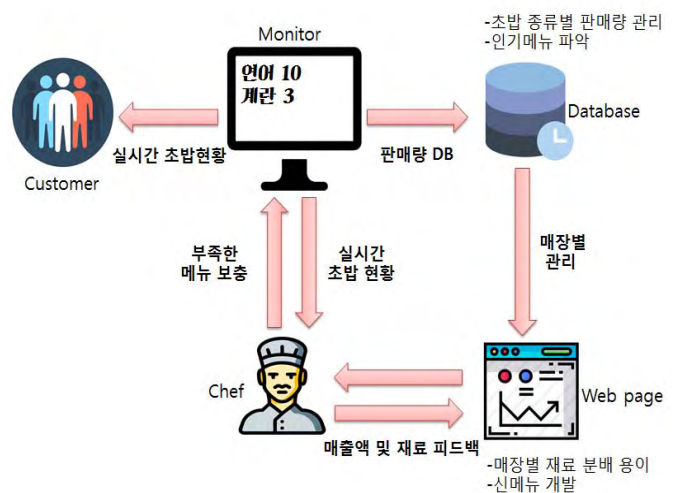 Monitor
연어 10
계란 3
-초밥 종류별 판매량 관리
-인기메뉴 파악
Database
Customer
실시간 초밥현황
판매량 DB
부족한
메뉴 보충
실시간
초밥 현황
매장별
관리
Chef
Web page
매출액 및 재료 피드백
-매장별 재료 분배 용이
-신메뉴 개발